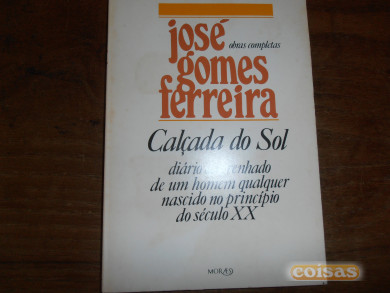 josé
obras completas
gomes
ferreira
Calçada do Sol
diário
de um homem qualquer
nascido no princípio
do século XX
MORAES
coisas